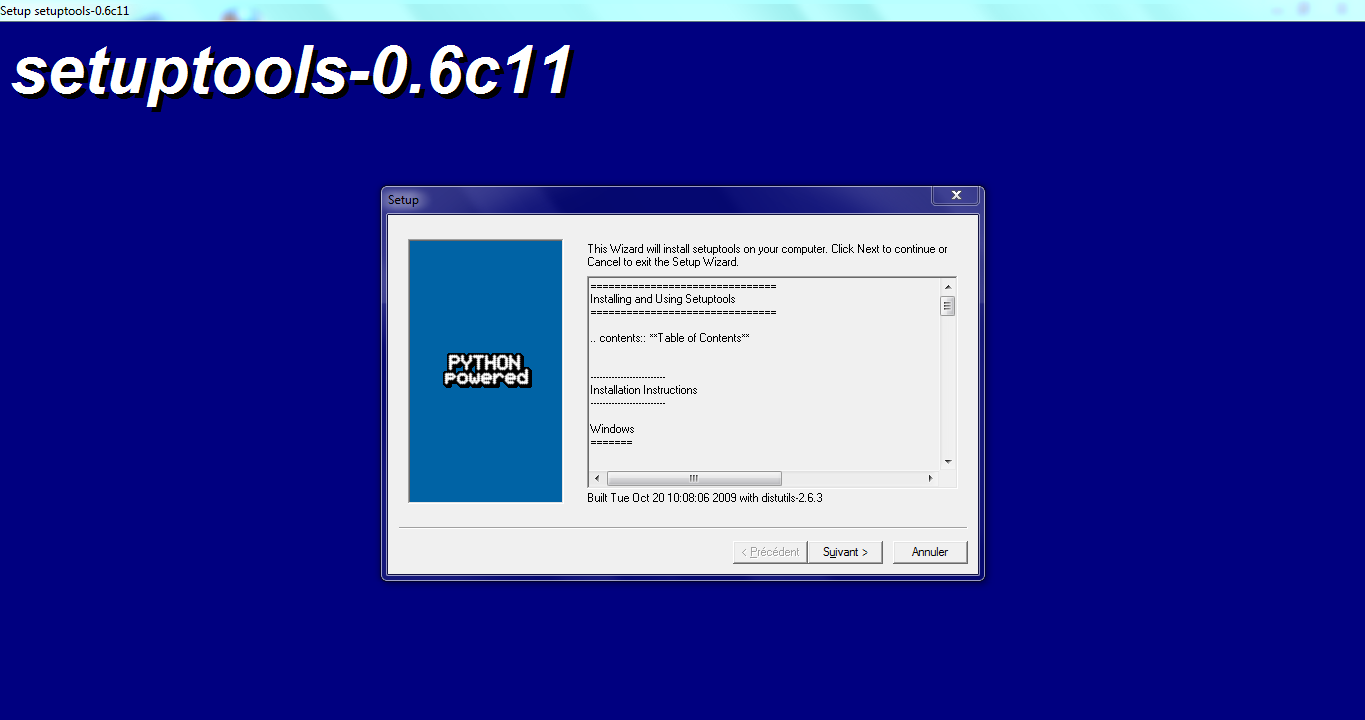 Setup setuptools-0.6c11
setuptools-0.6c11
Setup
This Wizard will install setuptools on your computer. Click Next to continue or
Cancel to exit the Setup Wizard.
===============================
Installing and Using Setuptools
===============================
.. contents:: **Table of Contents**
-------------------------
Installation Instructions
-------------------------
Windows
=======
PYTHON
powered
Built Tue Oct 20 10:08:06 2009 with distutils-2.6.3
< Précédent
Suivant >
Annuler